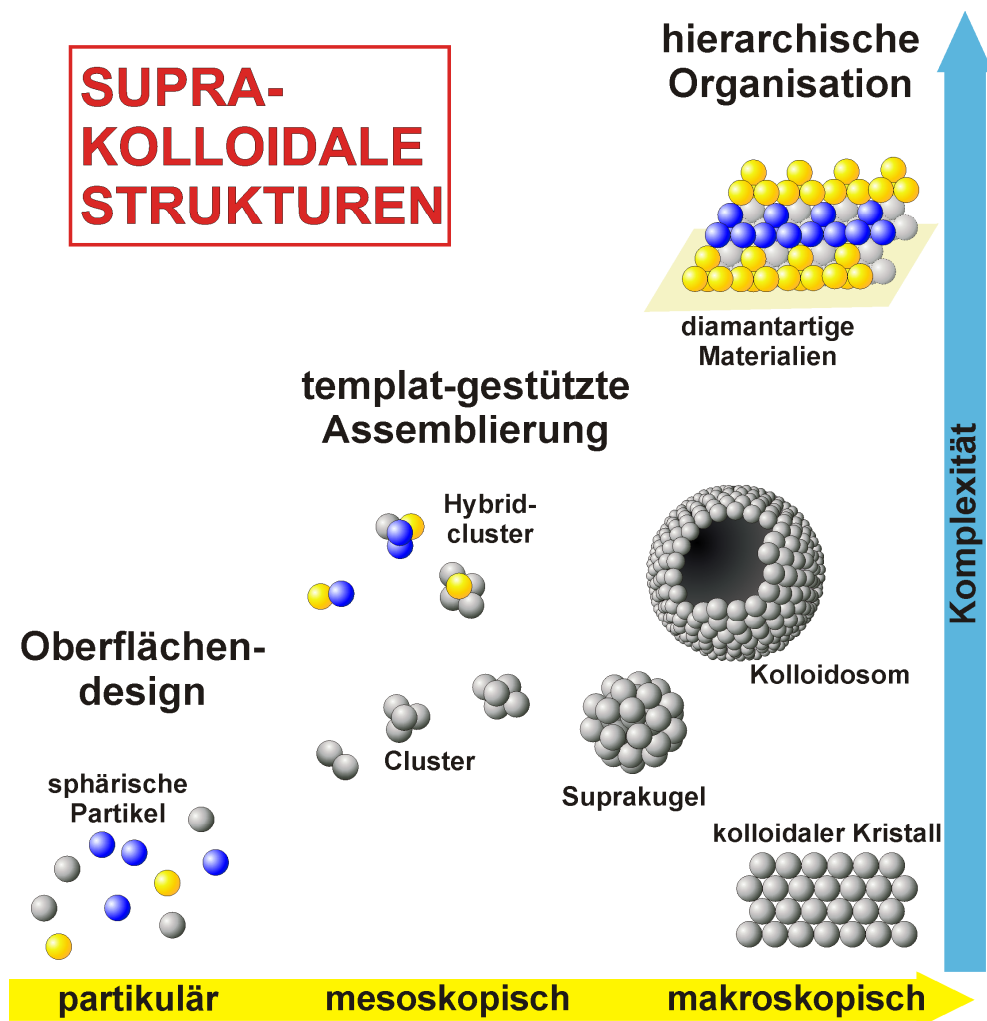 SUPRA-
KOLLOIDALE
STRUKTUREN
hierarchische
Organisation
diamantartige
Materialien
templat-gestützte
Assemblierung
Hybrid-
cluster
Komplexität
Oberflächen-
design
Kolloidosom
Cluster
sphärische
Partikel
Suprakugel
kolloidaler Kristall
partikulär
mesoskopisch
makroskopisch